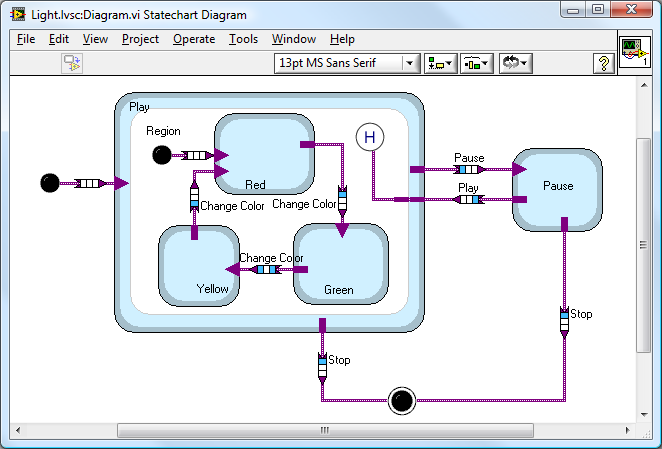 Light.lvsc:Diagram.vi Statechart Diagram
File Edit View Project Operate Tools Window Help
13pt MS Sans Serif
?
1
Play
Region
H
Red
Pause
Play
Pause
Change Color
Change Color
Change Color
Yellow
Green
Stop
Stop